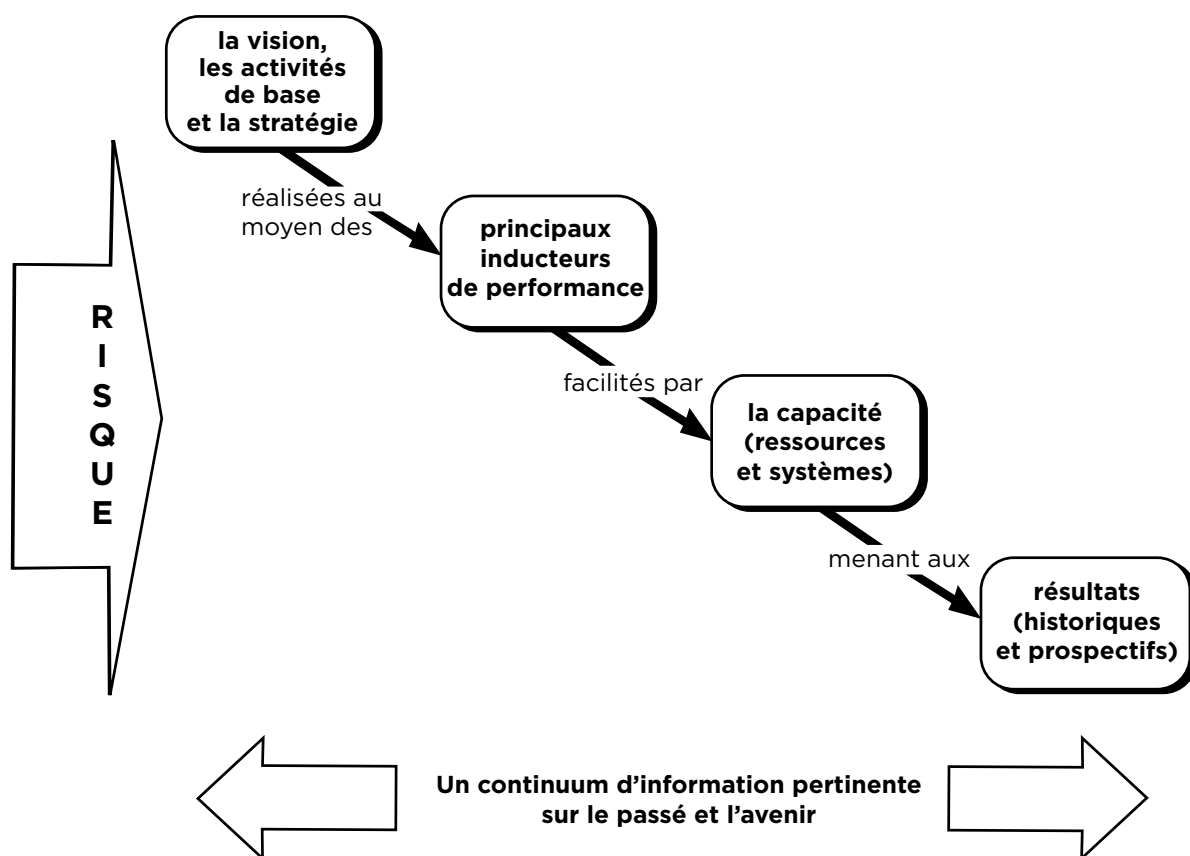 la vision,
les activités
de base
et la stratégie
réalisées au
moyen des
principaux
inducteurs
de performance
facilités par
la capacité
(ressources
et systèmes)
menant aux
résultats
(historiques
et prospectifs)
RISQUE
Un continuum d’information pertinente
sur le passé et l’avenir